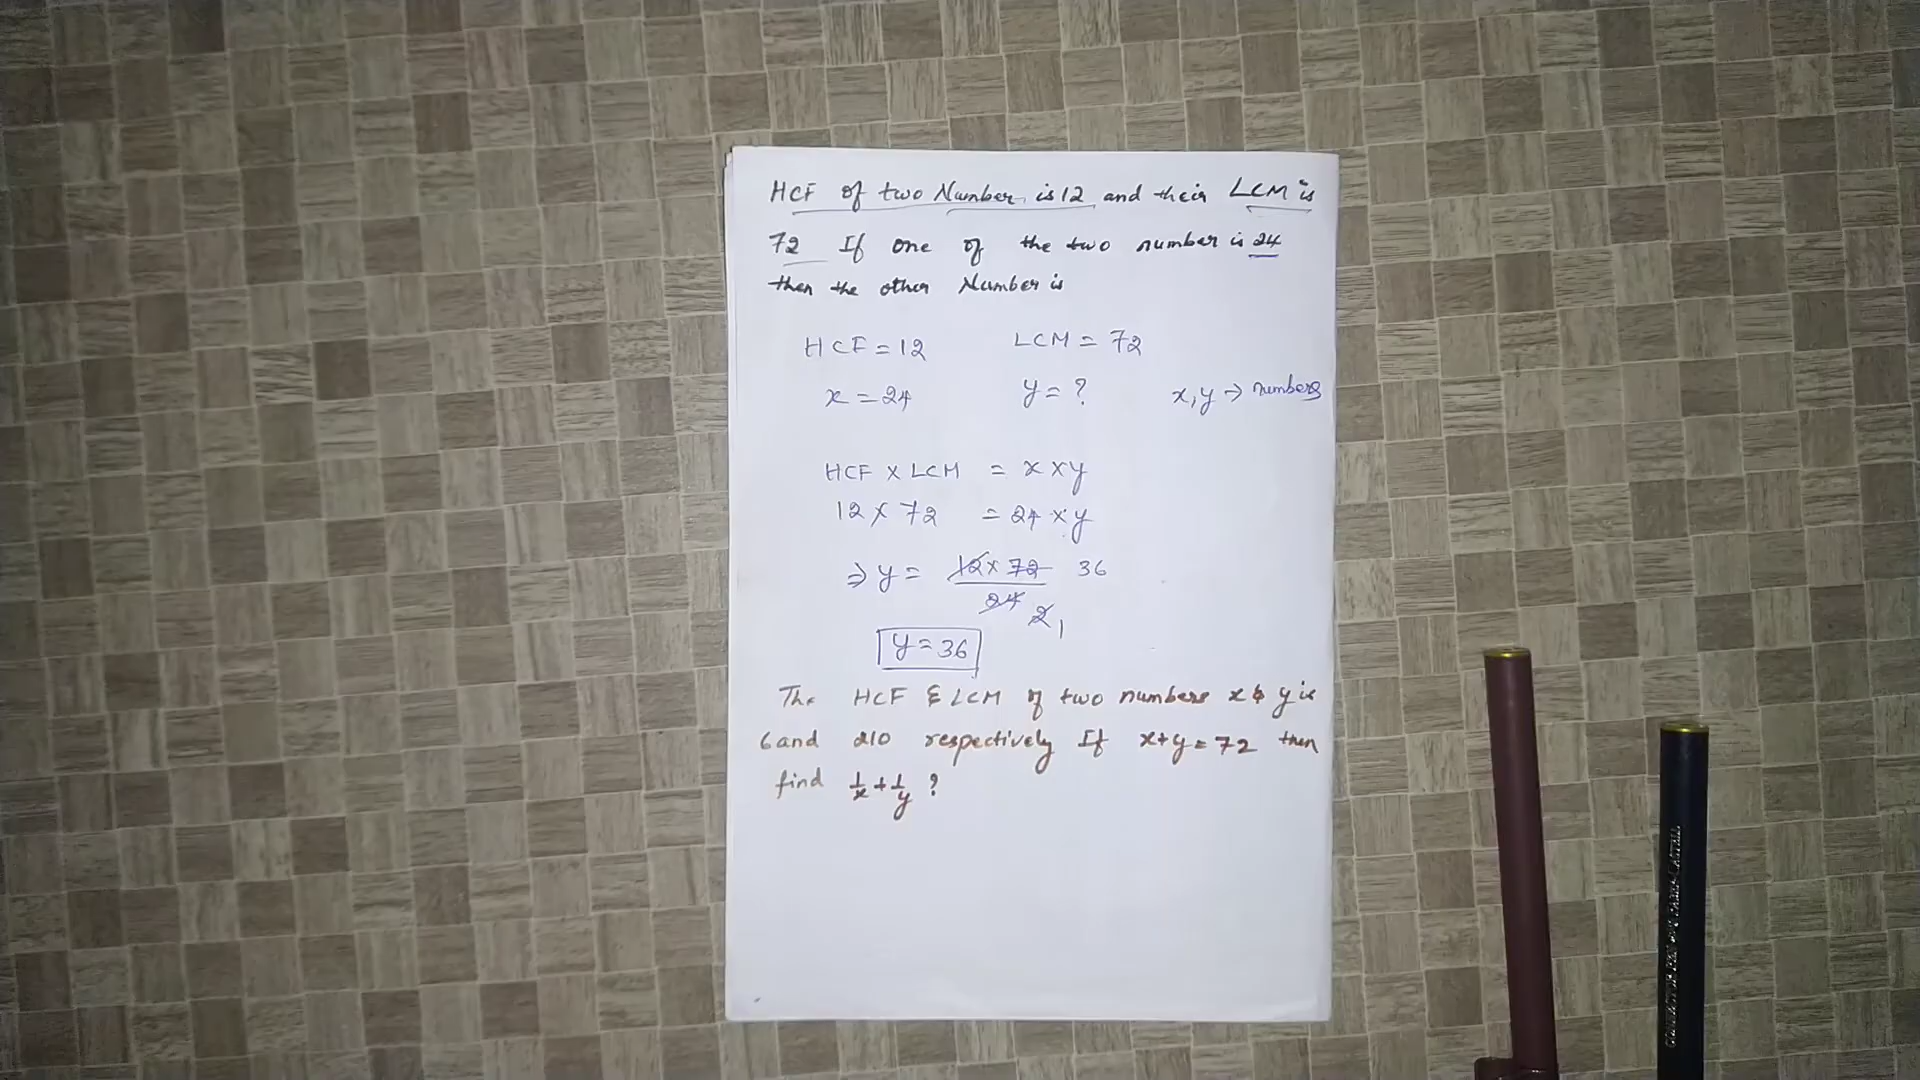 HCF of two Number is 12 and their LCM is
72 If one of the two number is 24
then the other Number is
HCF = 12 LCM = 72
x = 24 y = ? x, y → numbers
HCF x LCM = x x y
12 x 72 = 24 x y
⇒ y = 12 x 72 36
24 2 1
y = 36
The HCF & LCM of two numbers x & y is
6 and 210 respectively If x+y = 72 then
find 1/x + 1/y ?